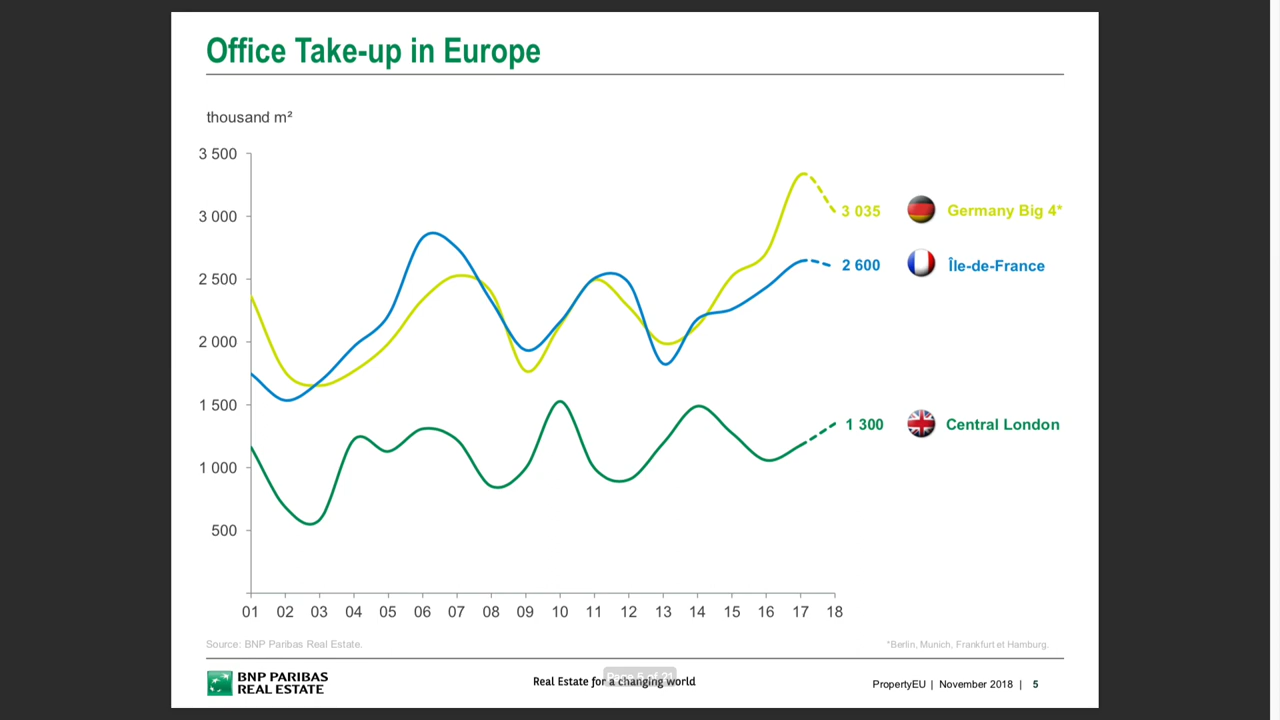 Office Take-up in Europe
thousand m²
3 500
3 000
2 500
2 000
1 500
1 000
500
3 035
Germany Big 4*
2 600
Île-de-France
1 300
Central London
01 02 03 04 05 06 07 08 09 10 11 12 13 14 15 16 17 18
Source: BNP Paribas Real Estate.
*Berlin, Munich, Frankfurt et Hamburg.
BNP PARIBAS
REAL ESTATE
Real Estate for a changing world
PropertyEU | November 2018 | 5